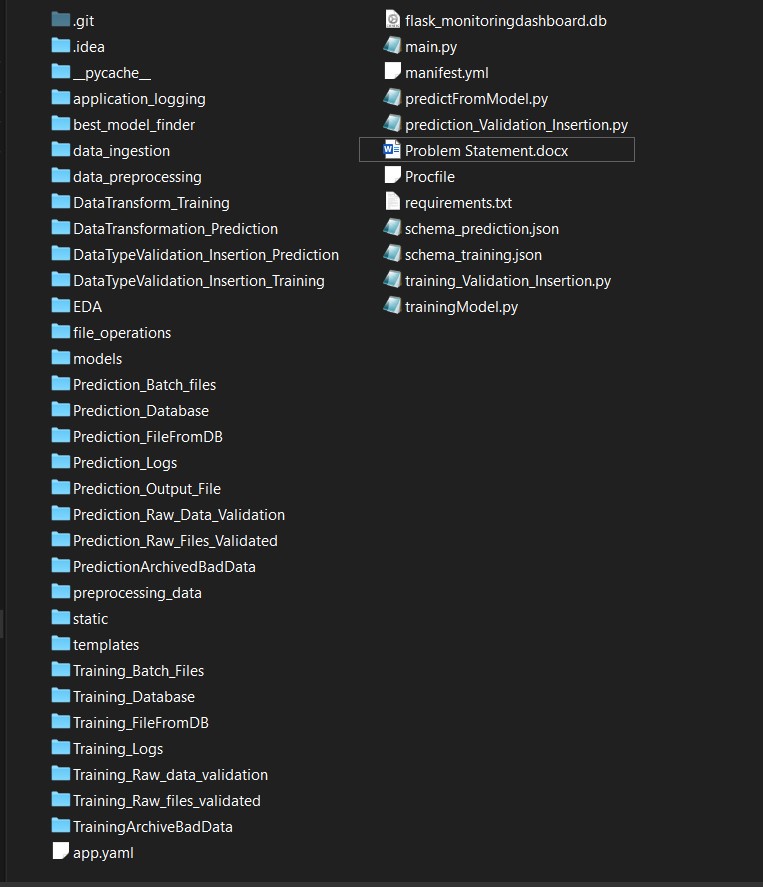 .git
.idea
__pycache__
application_logging
best_model_finder
data_ingestion
data_preprocessing
DataTransform_Training
DataTransformation_Prediction
DataTypeValidation_Insertion_Prediction
DataTypeValidation_Insertion_Training
EDA
file_operations
models
Prediction_Batch_files
Prediction_Database
Prediction_FileFromDB
Prediction_Logs
Prediction_Output_File
Prediction_Raw_Data_Validation
Prediction_Raw_Files_Validated
PredictionArchivedBadData
preprocessing_data
static
templates
Training_Batch_Files
Training_Database
Training_FileFromDB
Training_Logs
Training_Raw_data_validation
Training_Raw_files_validated
TrainingArchiveBadData
app.yaml
flask_monitoringdashboard.db
main.py
manifest.yml
predictFromModel.py
prediction_Validation_Insertion.py
Problem Statement.docx
Procfile
requirements.txt
schema_prediction.json
schema_training.json
training_Validation_Insertion.py
trainingModel.py